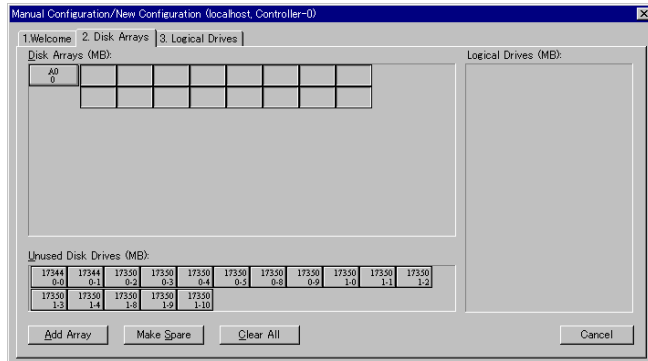 Manual Configuration/New Configuration (localhost, Controller-0)
1.Welcome 2. Disk Arrays 3. Logical Drives
Disk Arrays (MB): Logical Drives (MB):
A0
0
Unused Disk Drives (MB):
17344 17344 17350 17350 17350 17350 17350 17350 17350 17350 17350
0-0 0-1 0-2 0-3 0-4 0-5 0-8 0-9 1-0 1-1 1-2
17350 17350 17350 17350 17350
1-3 1-4 1-8 1-9 1-10
Add Array Make Spare Clear All Cancel